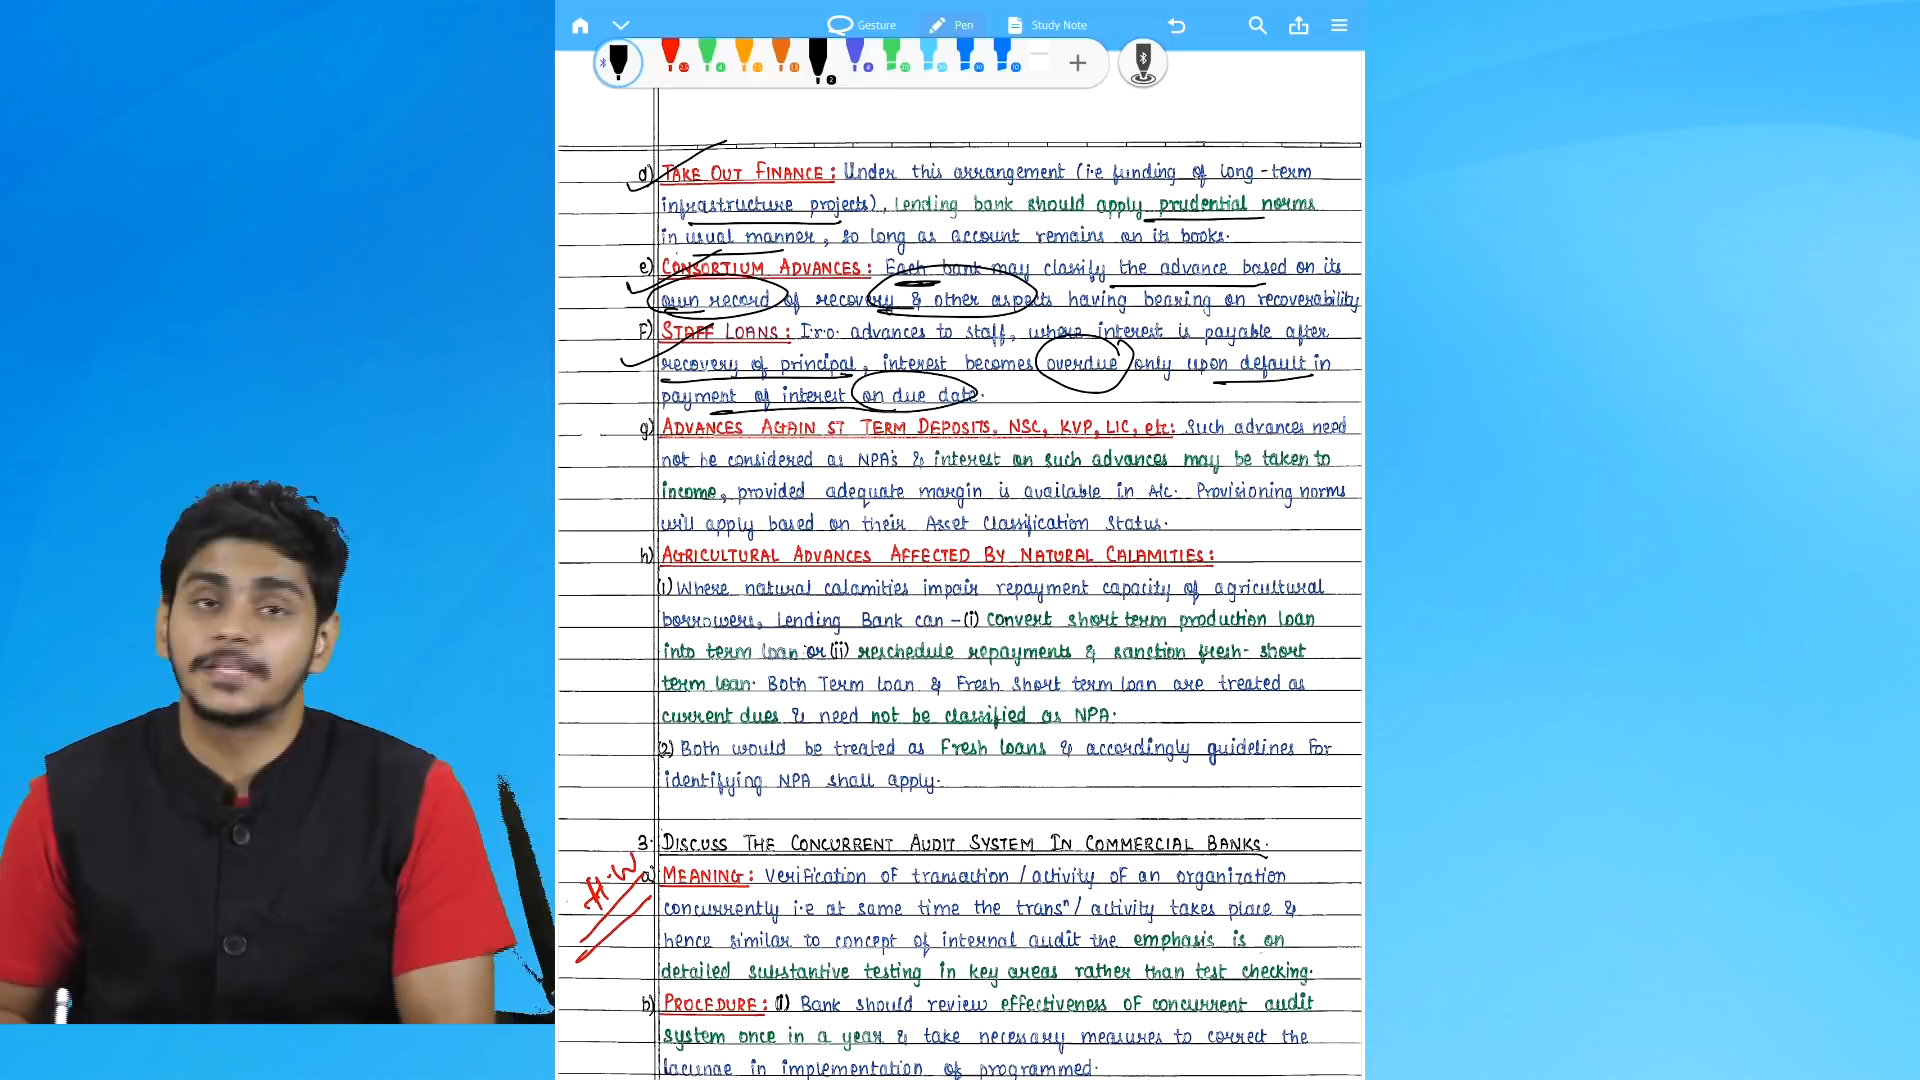 Gesture Pen Study Note
d) TAKE OUT FINANCE: Under this arrangement (i.e funding of long-term
infrastructure projects), lending bank should apply prudential norms
in usual manner, so long as account remains on its books.
e) CONSORTIUM ADVANCES: Each bank may classify the advance based on its
own record of recovery & other aspects having bearing on recoverability
F) STAFF LOANS: I.r.o. advances to staff, where interest is payable after
recovery of principal, interest becomes overdue only upon default in
payment of interest on due date.
g) ADVANCES AGAIN ST TERM DEPOSITS, NSC, KVP, LIC, etc: Such advances need
not be considered as NPA's & interest on such advances may be taken to
income, provided adequate margin is available in A/c. Provisioning norms
will apply based on their Asset Classification Status.
h) AGRICULTURAL ADVANCES AFFECTED BY NATURAL CALAMITIES:
(1) Where natural calamities impair repayment capacity of agricultural
borrowers, Lending Bank can - (i) convert short term production loan
into term loan or (ii) reschedule repayments & sanction fresh- short
term loan. Both Term loan & Fresh Short term loan are treated as
current dues & need not be classified as NPA.
(2) Both would be treated as Fresh loans & accordingly guidelines for
identifying NPA shall apply.
3. DISCUSS THE CONCURRENT AUDIT SYSTEM IN COMMERCIAL BANKS.
H.W
a) MEANING: Verification of transaction / activity of an organization
concurrently i.e at same time the transⁿ / activity takes place &
hence similar to concept of internal audit the emphasis is on
detailed substantive testing in key areas rather than test checking.
b) PROCEDURE: (1) Bank should review effectiveness of concurrent audit
system once in a year & take necessary measures to correct the
lacunae in implementation of programmed.